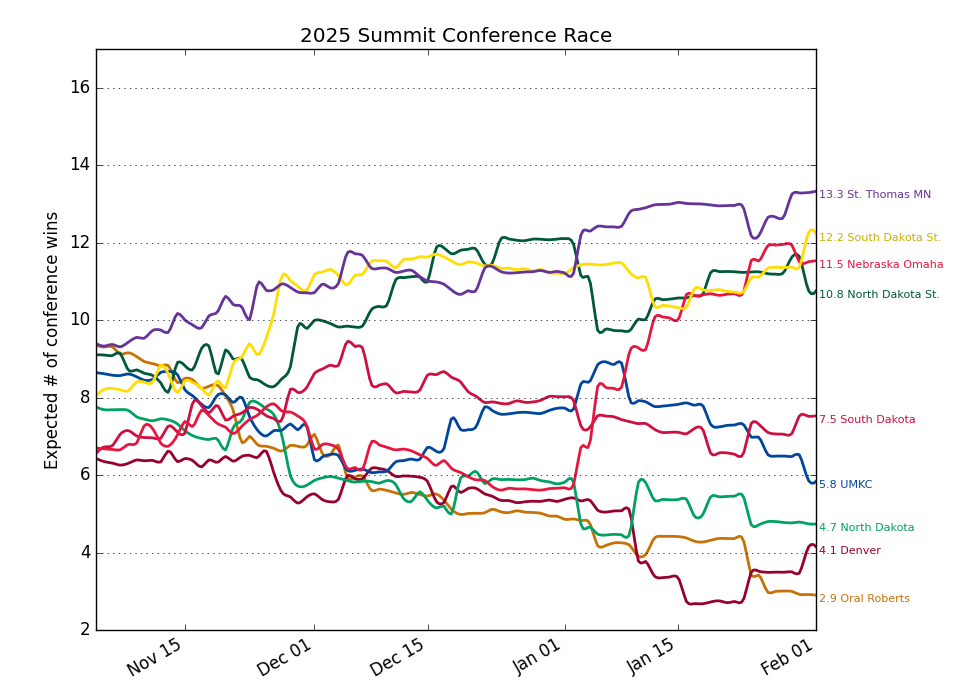 2025 Summit Conference Race
Expected # of conference wins
16
14
12
10
8
6
4
2
13.3 St. Thomas MN
12.2 South Dakota St.
11.5 Nebraska Omaha
10.8 North Dakota St.
7.5 South Dakota
5.8 UMKC
4.7 North Dakota
4.1 Denver
2.9 Oral Roberts
Nov 15
Dec 01
Dec 15
Jan 01
Jan 15
Feb 01